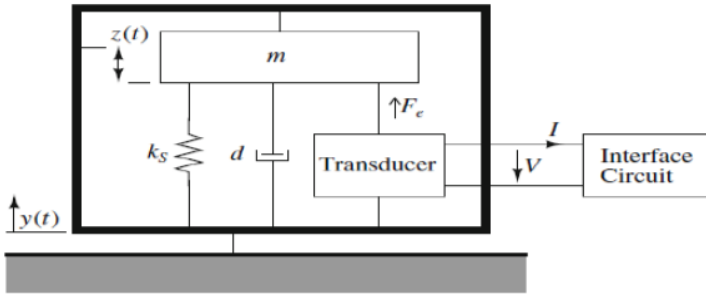 z(t)
m
F_e
k_S
d
Transducer
I
V
Interface
Circuit
y(t)